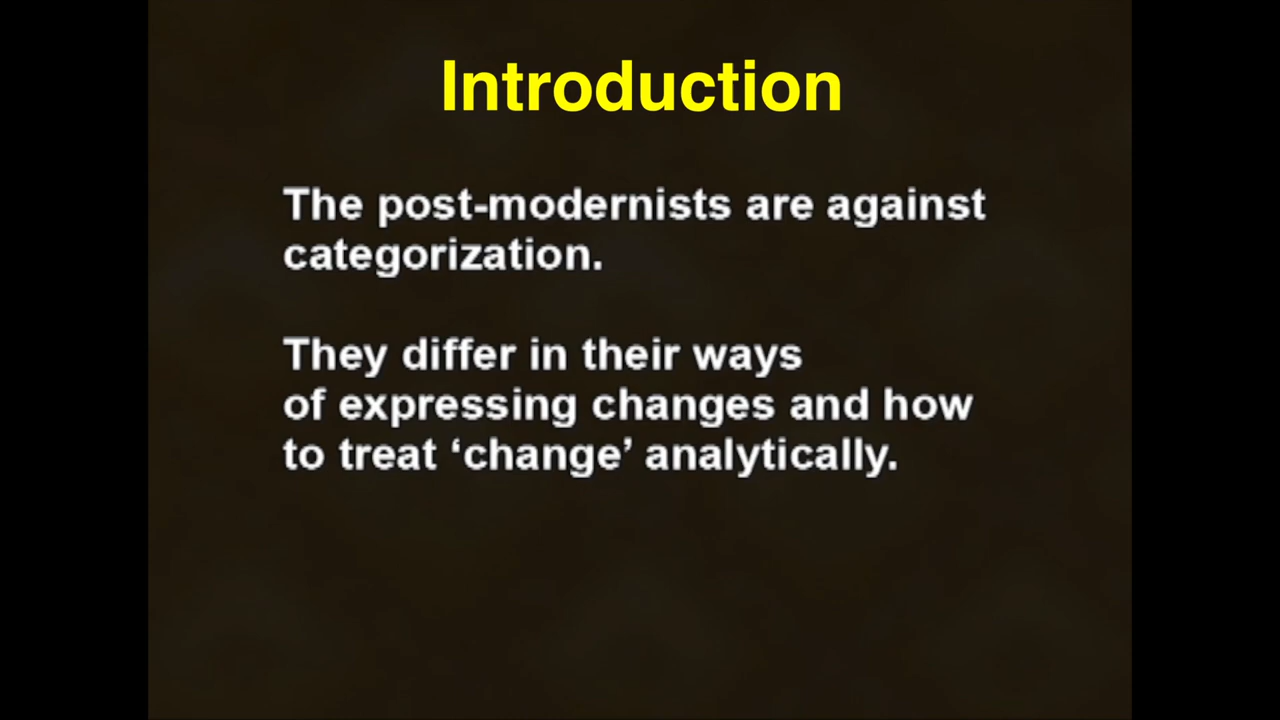 Introduction
The post-modernists are against
categorization.
They differ in their ways
of expressing changes and how
to treat ‘change’ analytically.